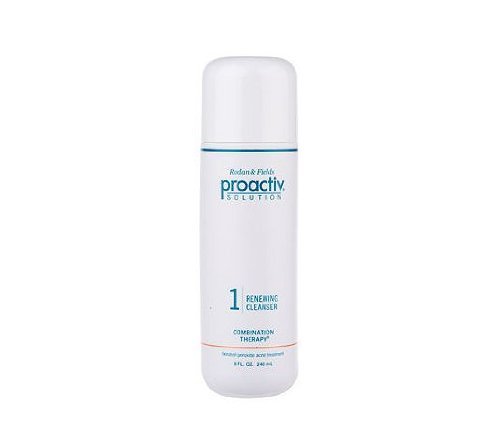 Rodan & Fields
proactiv®
SOLUTION
1 RENEWING
CLEANSER
COMBINATION
THERAPY®
benzoyl peroxide acne treatment
8 FL. OZ. 240 mL